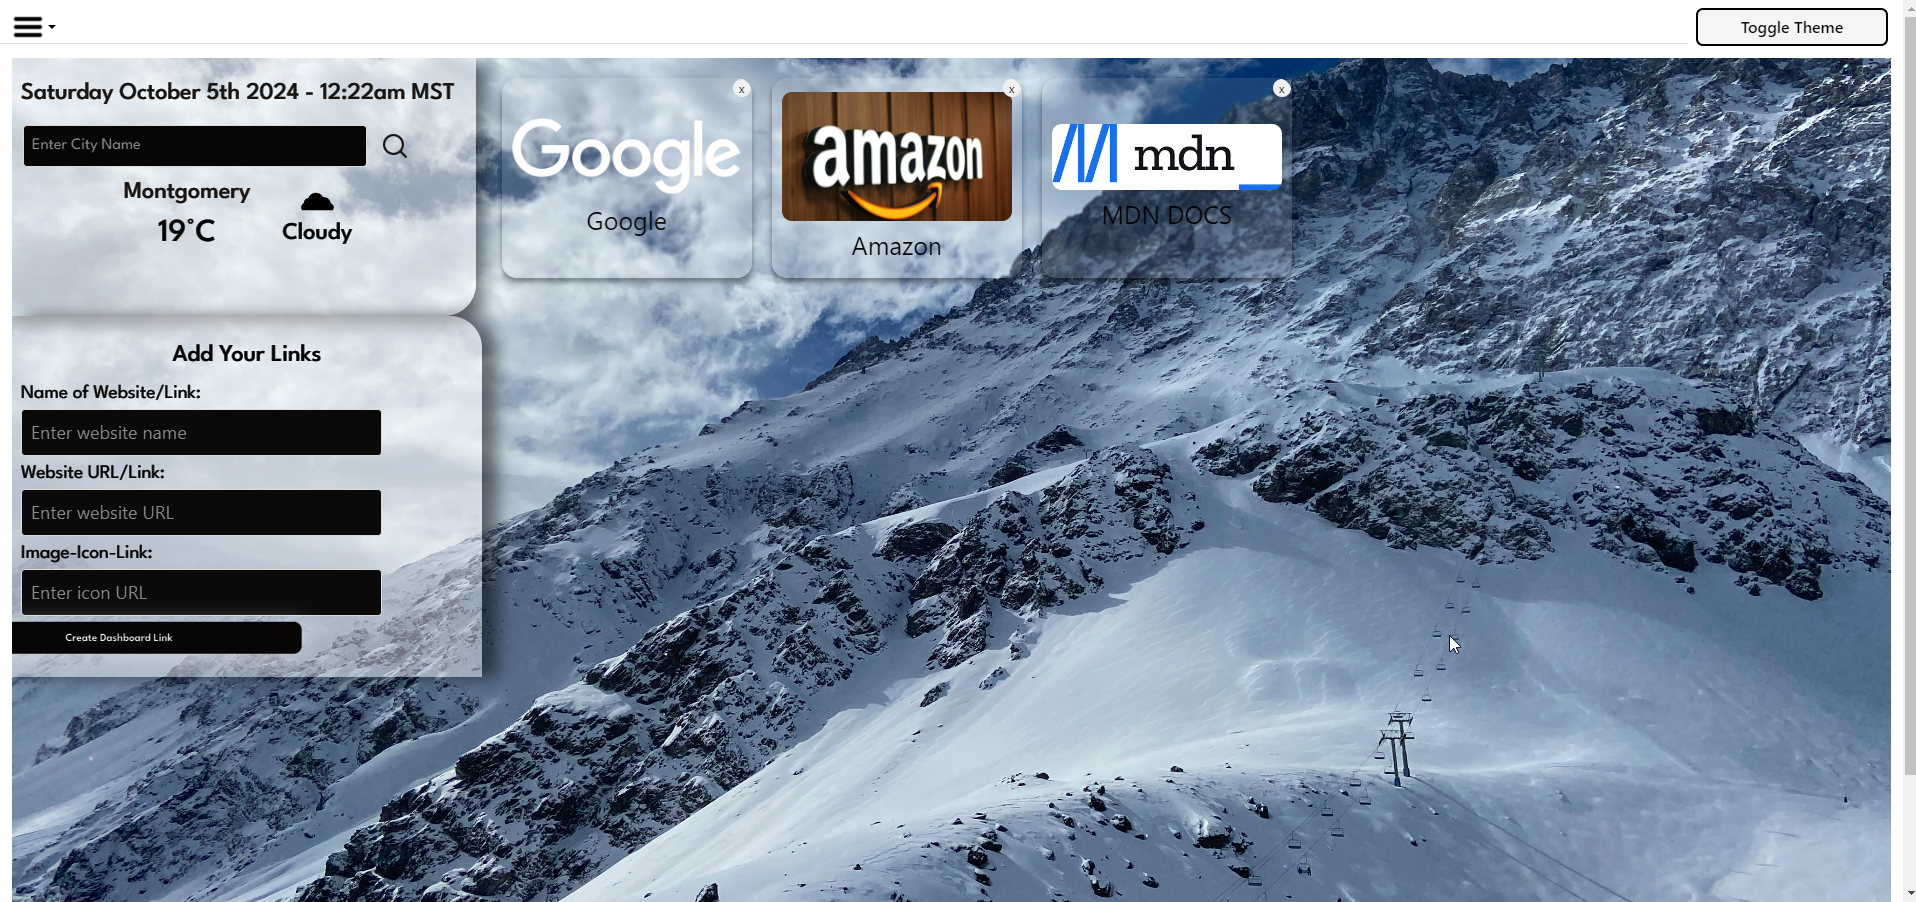 Toggle Theme
Saturday October 5th 2024 - 12:22am MST
Enter City Name
Montgomery
19°C
Cloudy
Add Your Links
Name of Website/Link:
Enter website name
Website URL/Link:
Enter website URL
Image-Icon-Link:
Enter icon URL
Create Dashboard Link
x
Google
Google
x
amazon
Amazon
x
mdn_
MDN DOCS